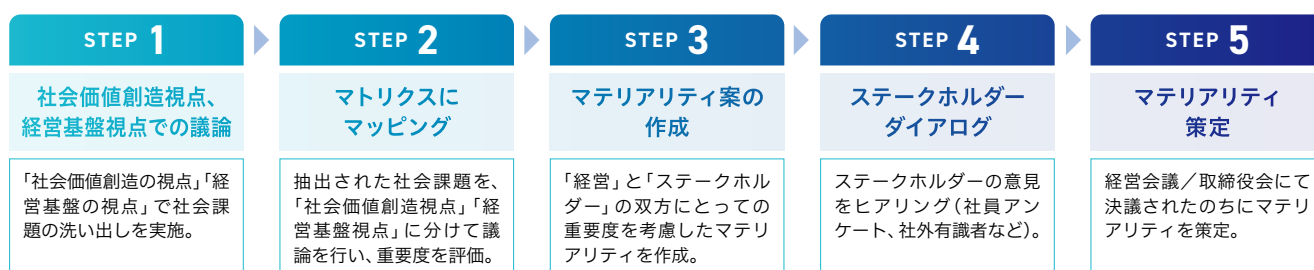 STEP 1
社会価値創造視点、
経営基盤視点での議論
「社会価値創造の視点」「経
営基盤の視点」で社会課
題の洗い出しを実施。
STEP 2
マトリクスに
マッピング
抽出された社会課題を、
「社会価値創造視点」「経
営基盤視点」に分けて議
論を行い、重要度を評価。
STEP 3
マテリアリティ案の
作成
「経営」と「ステークホル
ダー」の双方にとっての
重要度を考慮したマテリ
アリティを作成。
STEP 4
ステークホルダー
ダイアログ
ステークホルダーの意見
をヒアリング(社員アン
ケート、社外有識者など)。
STEP 5
マテリアリティ
策定
経営会議/取締役会にて
決議されたのちにマテリ
アリティを策定。